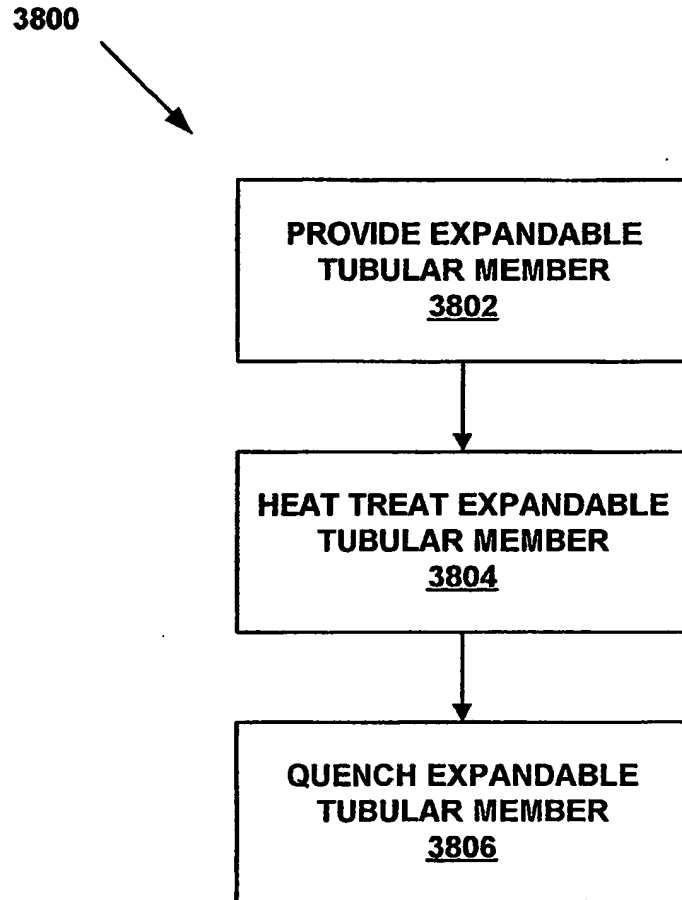 3800
PROVIDE EXPANDABLE
TUBULAR MEMBER
3802
HEAT TREAT EXPANDABLE
TUBULAR MEMBER
3804
QUENCH EXPANDABLE
TUBULAR MEMBER
3806